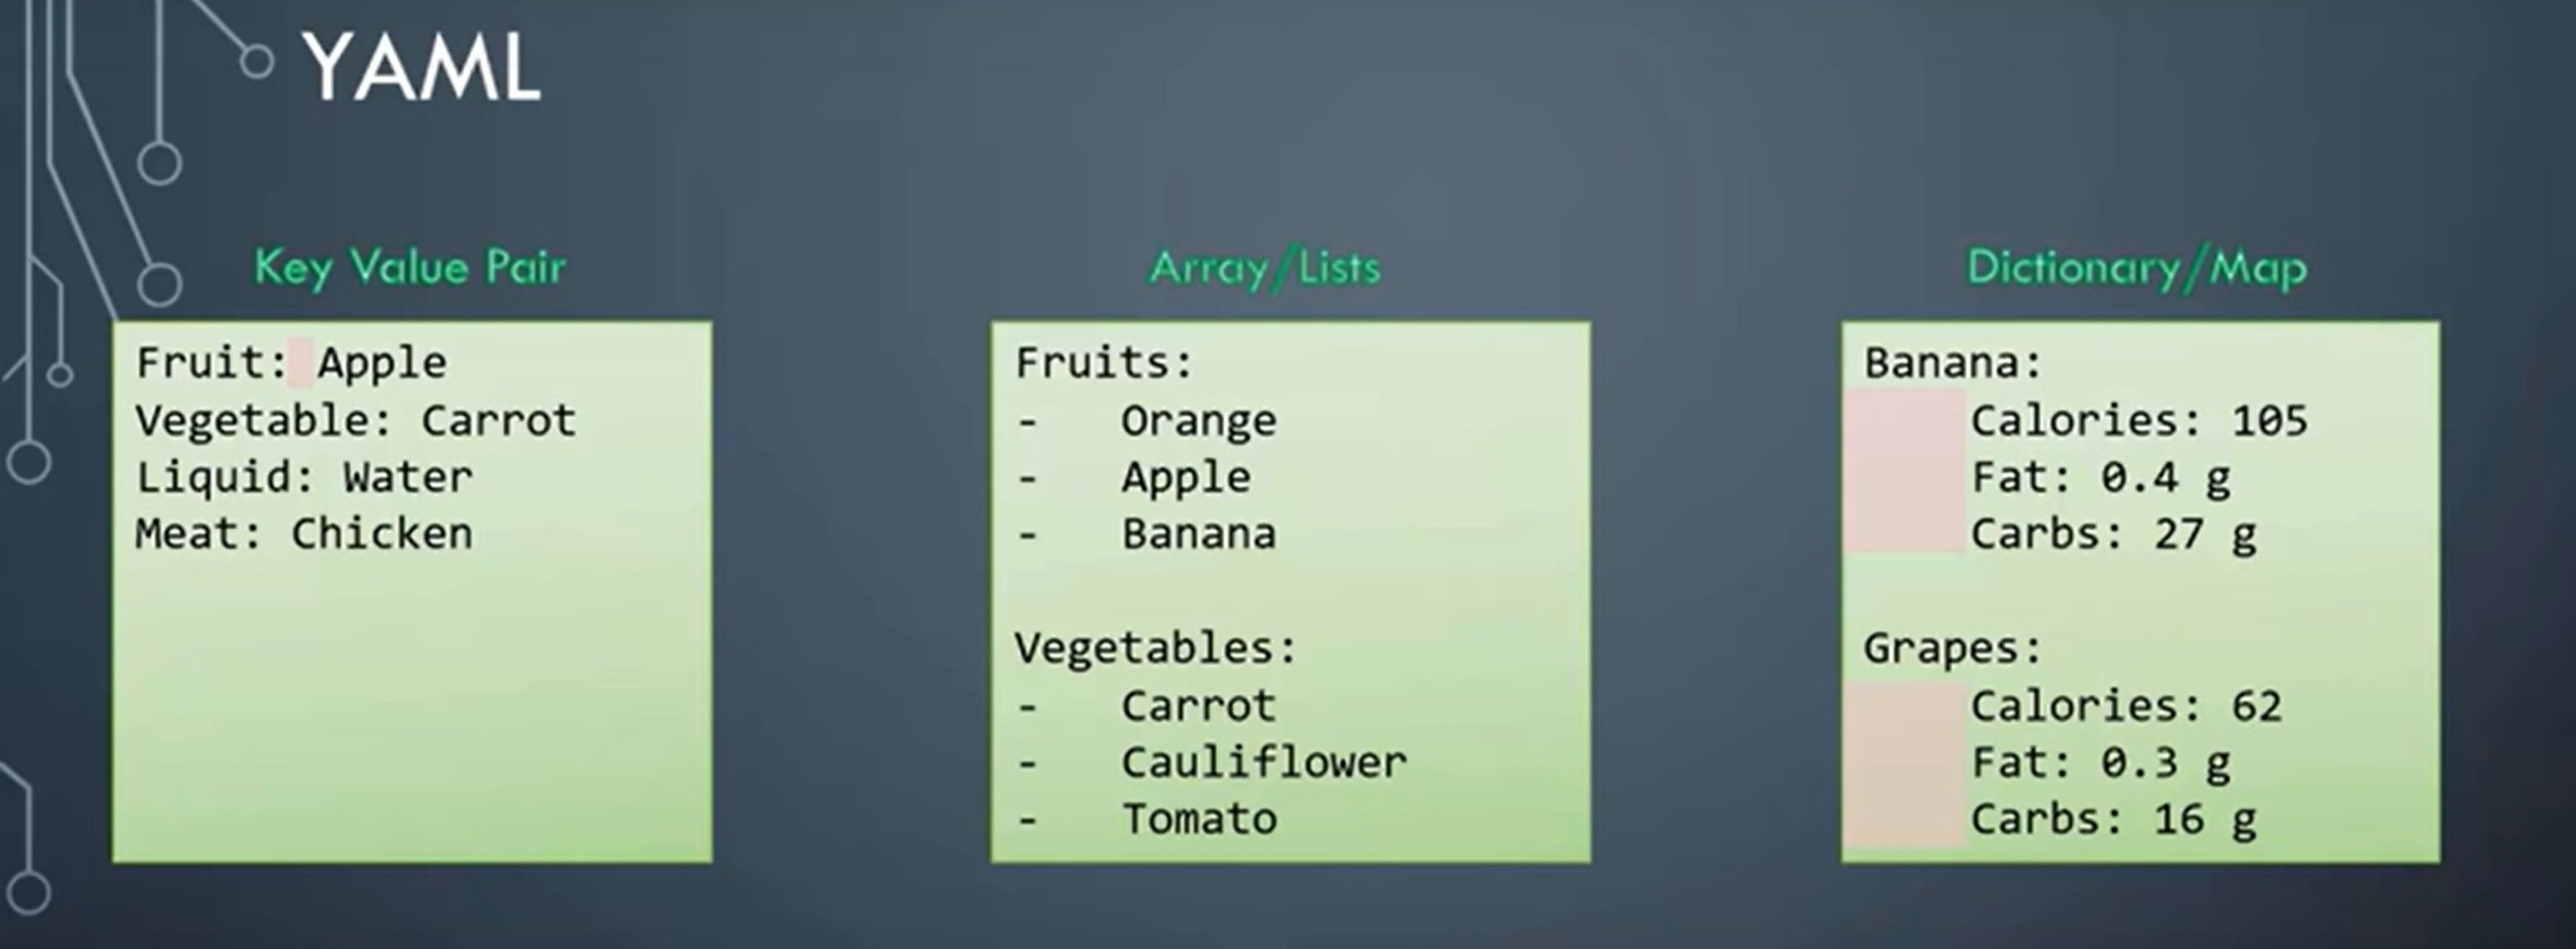 YAML
Key Value Pair
Fruit: Apple
Vegetable: Carrot
Liquid: Water
Meat: Chicken
Array/Lists
Fruits:
- Orange
- Apple
- Banana
Vegetables:
- Carrot
- Cauliflower
- Tomato
Dictionary/Map
Banana:
Calories: 105
Fat: 0.4 g
Carbs: 27 g
Grapes:
Calories: 62
Fat: 0.3 g
Carbs: 16 g